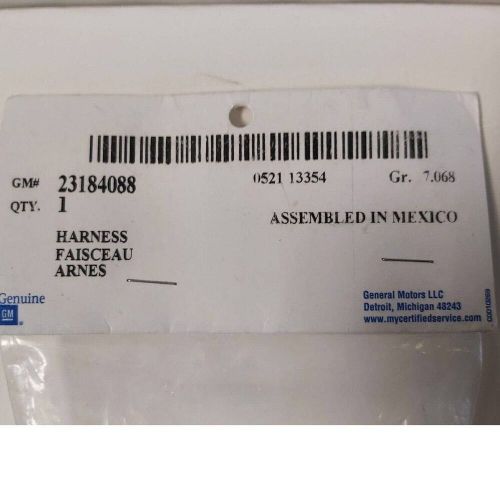 GM# 23184088 0521 13354 Gr. 7.068
QTY. 1
ASSEMBLED IN MEXICO
HARNESS
FAISCEAU
ARNES
Genuine
GM
General Motors LLC
Detroit, Michigan 48243
www.mycertifiedservice.com